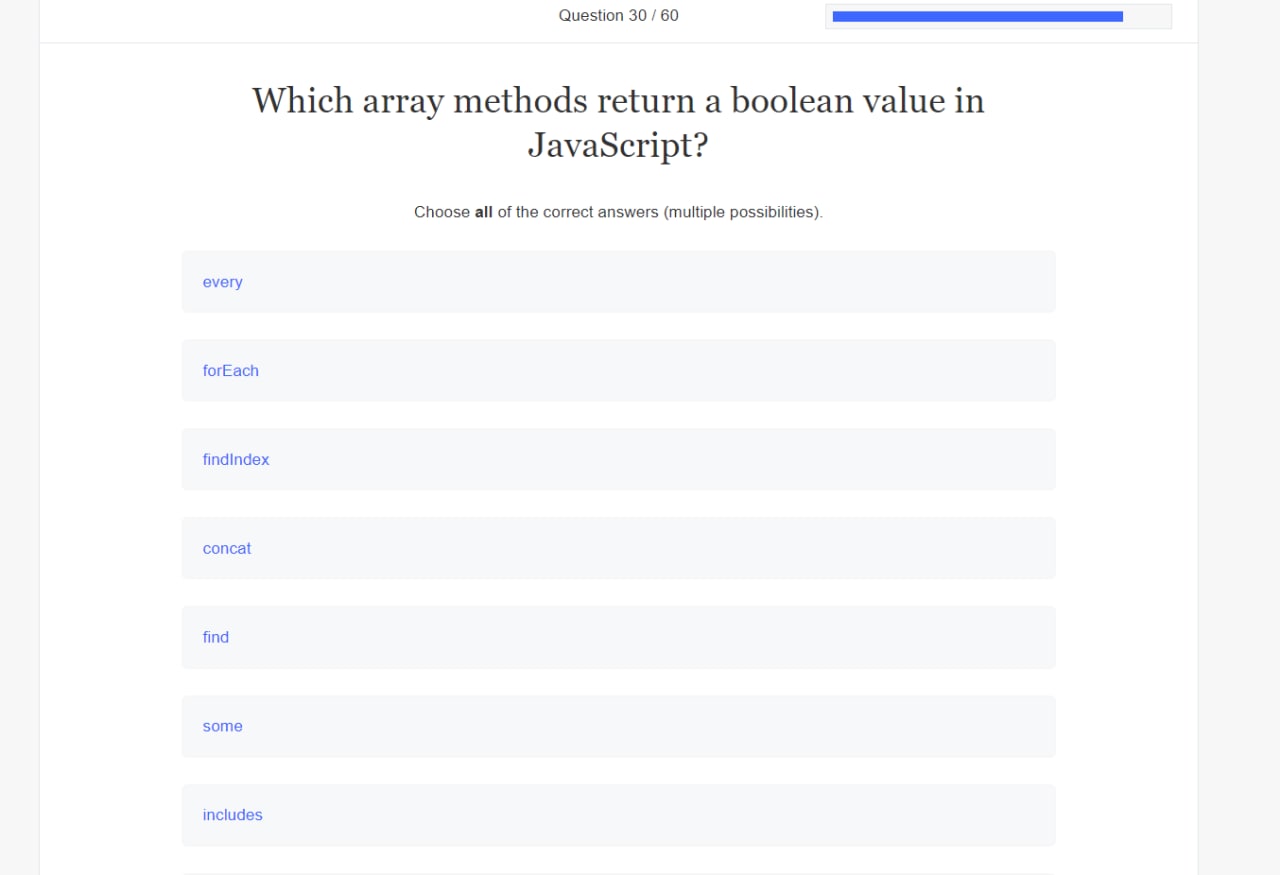 Question 30 / 60
Which array methods return a boolean value in
JavaScript?
Choose all of the correct answers (multiple possibilities).
every
forEach
findIndex
concat
find
some
includes